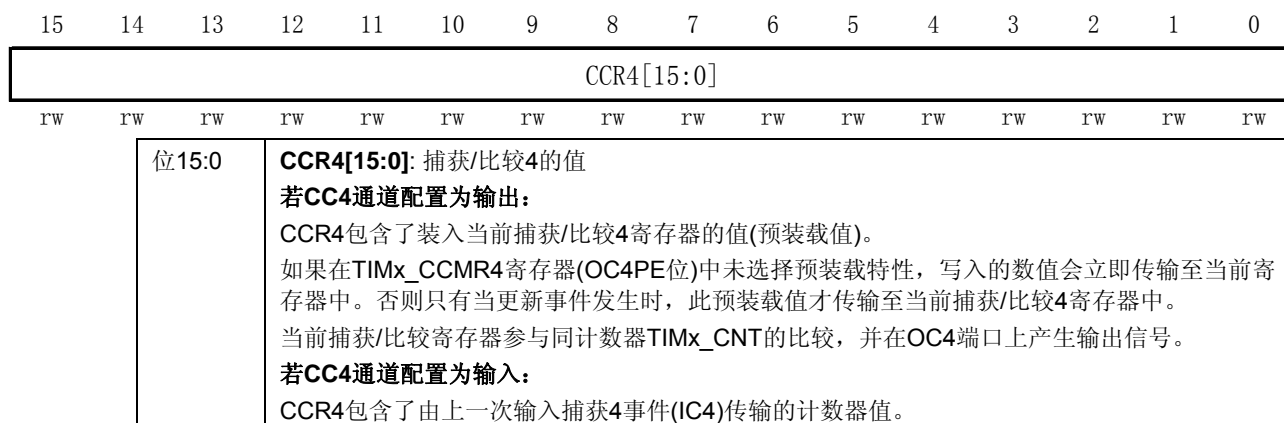 15 14 13 12 11 10 9 8 7 6 5 4 3 2 1 0
CCR4[15:0]
rw rw rw rw rw rw rw rw rw rw rw rw rw rw rw rw
位15:0 CCR4[15:0]: 捕获/比较4的值
若CC4通道配置为输出：
CCR4包含了装入当前捕获/比较4寄存器的值(预装载值)。
如果在TIMx_CCMR4寄存器(OC4PE位)中未选择预装载特性，写入的数值会立即传输至当前寄
存器中。否则只有当更新事件发生时，此预装载值才传输至当前捕获/比较4寄存器中。
当前捕获/比较寄存器参与同计数器TIMx_CNT的比较，并在OC4端口上产生输出信号。
若CC4通道配置为输入：
CCR4包含了由上一次输入捕获4事件(IC4)传输的计数器值。